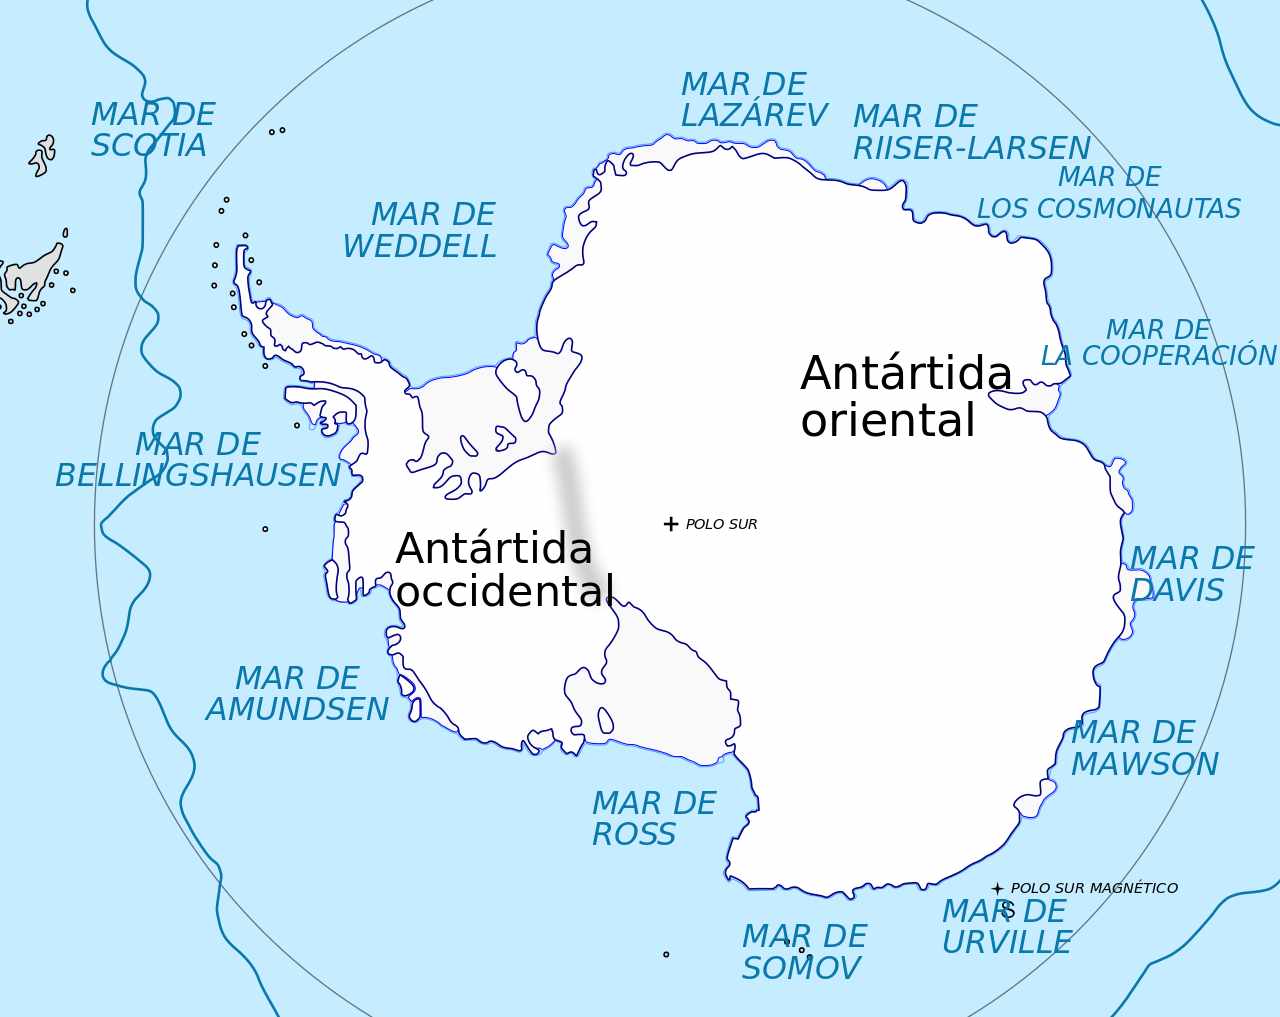 MAR DE
LAZÁREV
MAR DE
SCOTIA
MAR DE
RIISER-LARSEN
MAR DE
LOS COSMONAUTAS
MAR DE
WEDDELL
MAR DE
LA COOPERACIÓN
Antártida
oriental
MAR DE
BELLINGSHAUSEN
POLO SUR
Antártida
occidental
MAR DE
DAVIS
MAR DE
AMUNDSEN
MAR DE
MAWSON
MAR DE
ROSS
POLO SUR MAGNÉTICO
MAR DE
URVILLE
MAR DE
SOMOV